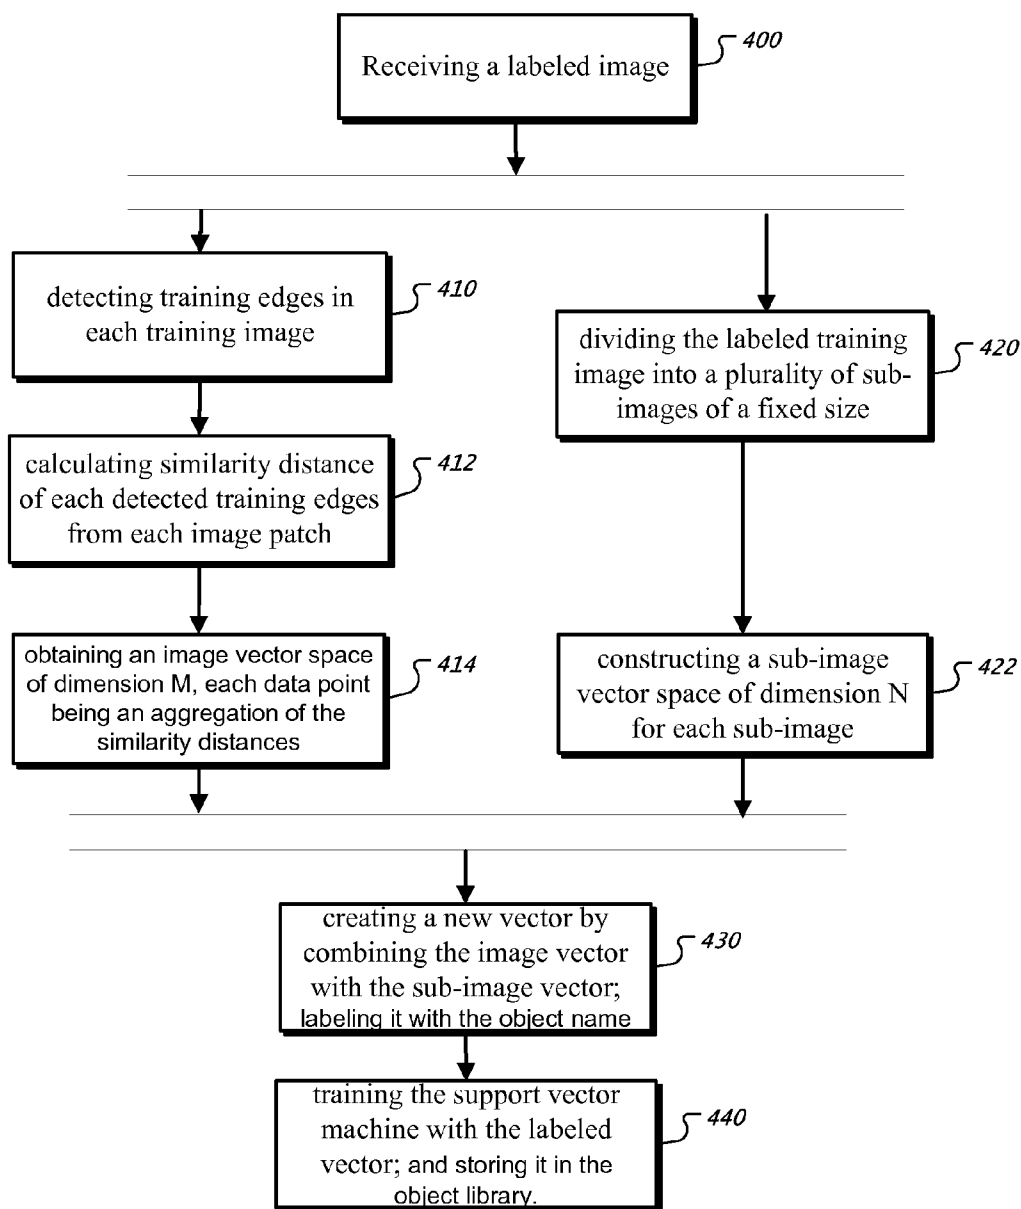 Receiving a labeled image
400
detecting training edges in
each training image
410
dividing the labeled training
image into a plurality of sub-
images of a fixed size
420
calculating similarity distance
of each detected training edges
from each image patch
412
obtaining an image vector space
of dimension M, each data point
being an aggregation of the
similarity distances
414
constructing a sub-image
vector space of dimension N
for each sub-image
422
creating a new vector by
combining the image vector
with the sub-image vector;
labeling it with the object name
430
training the support vector
machine with the labeled
vector; and storing it in the
object library.
440